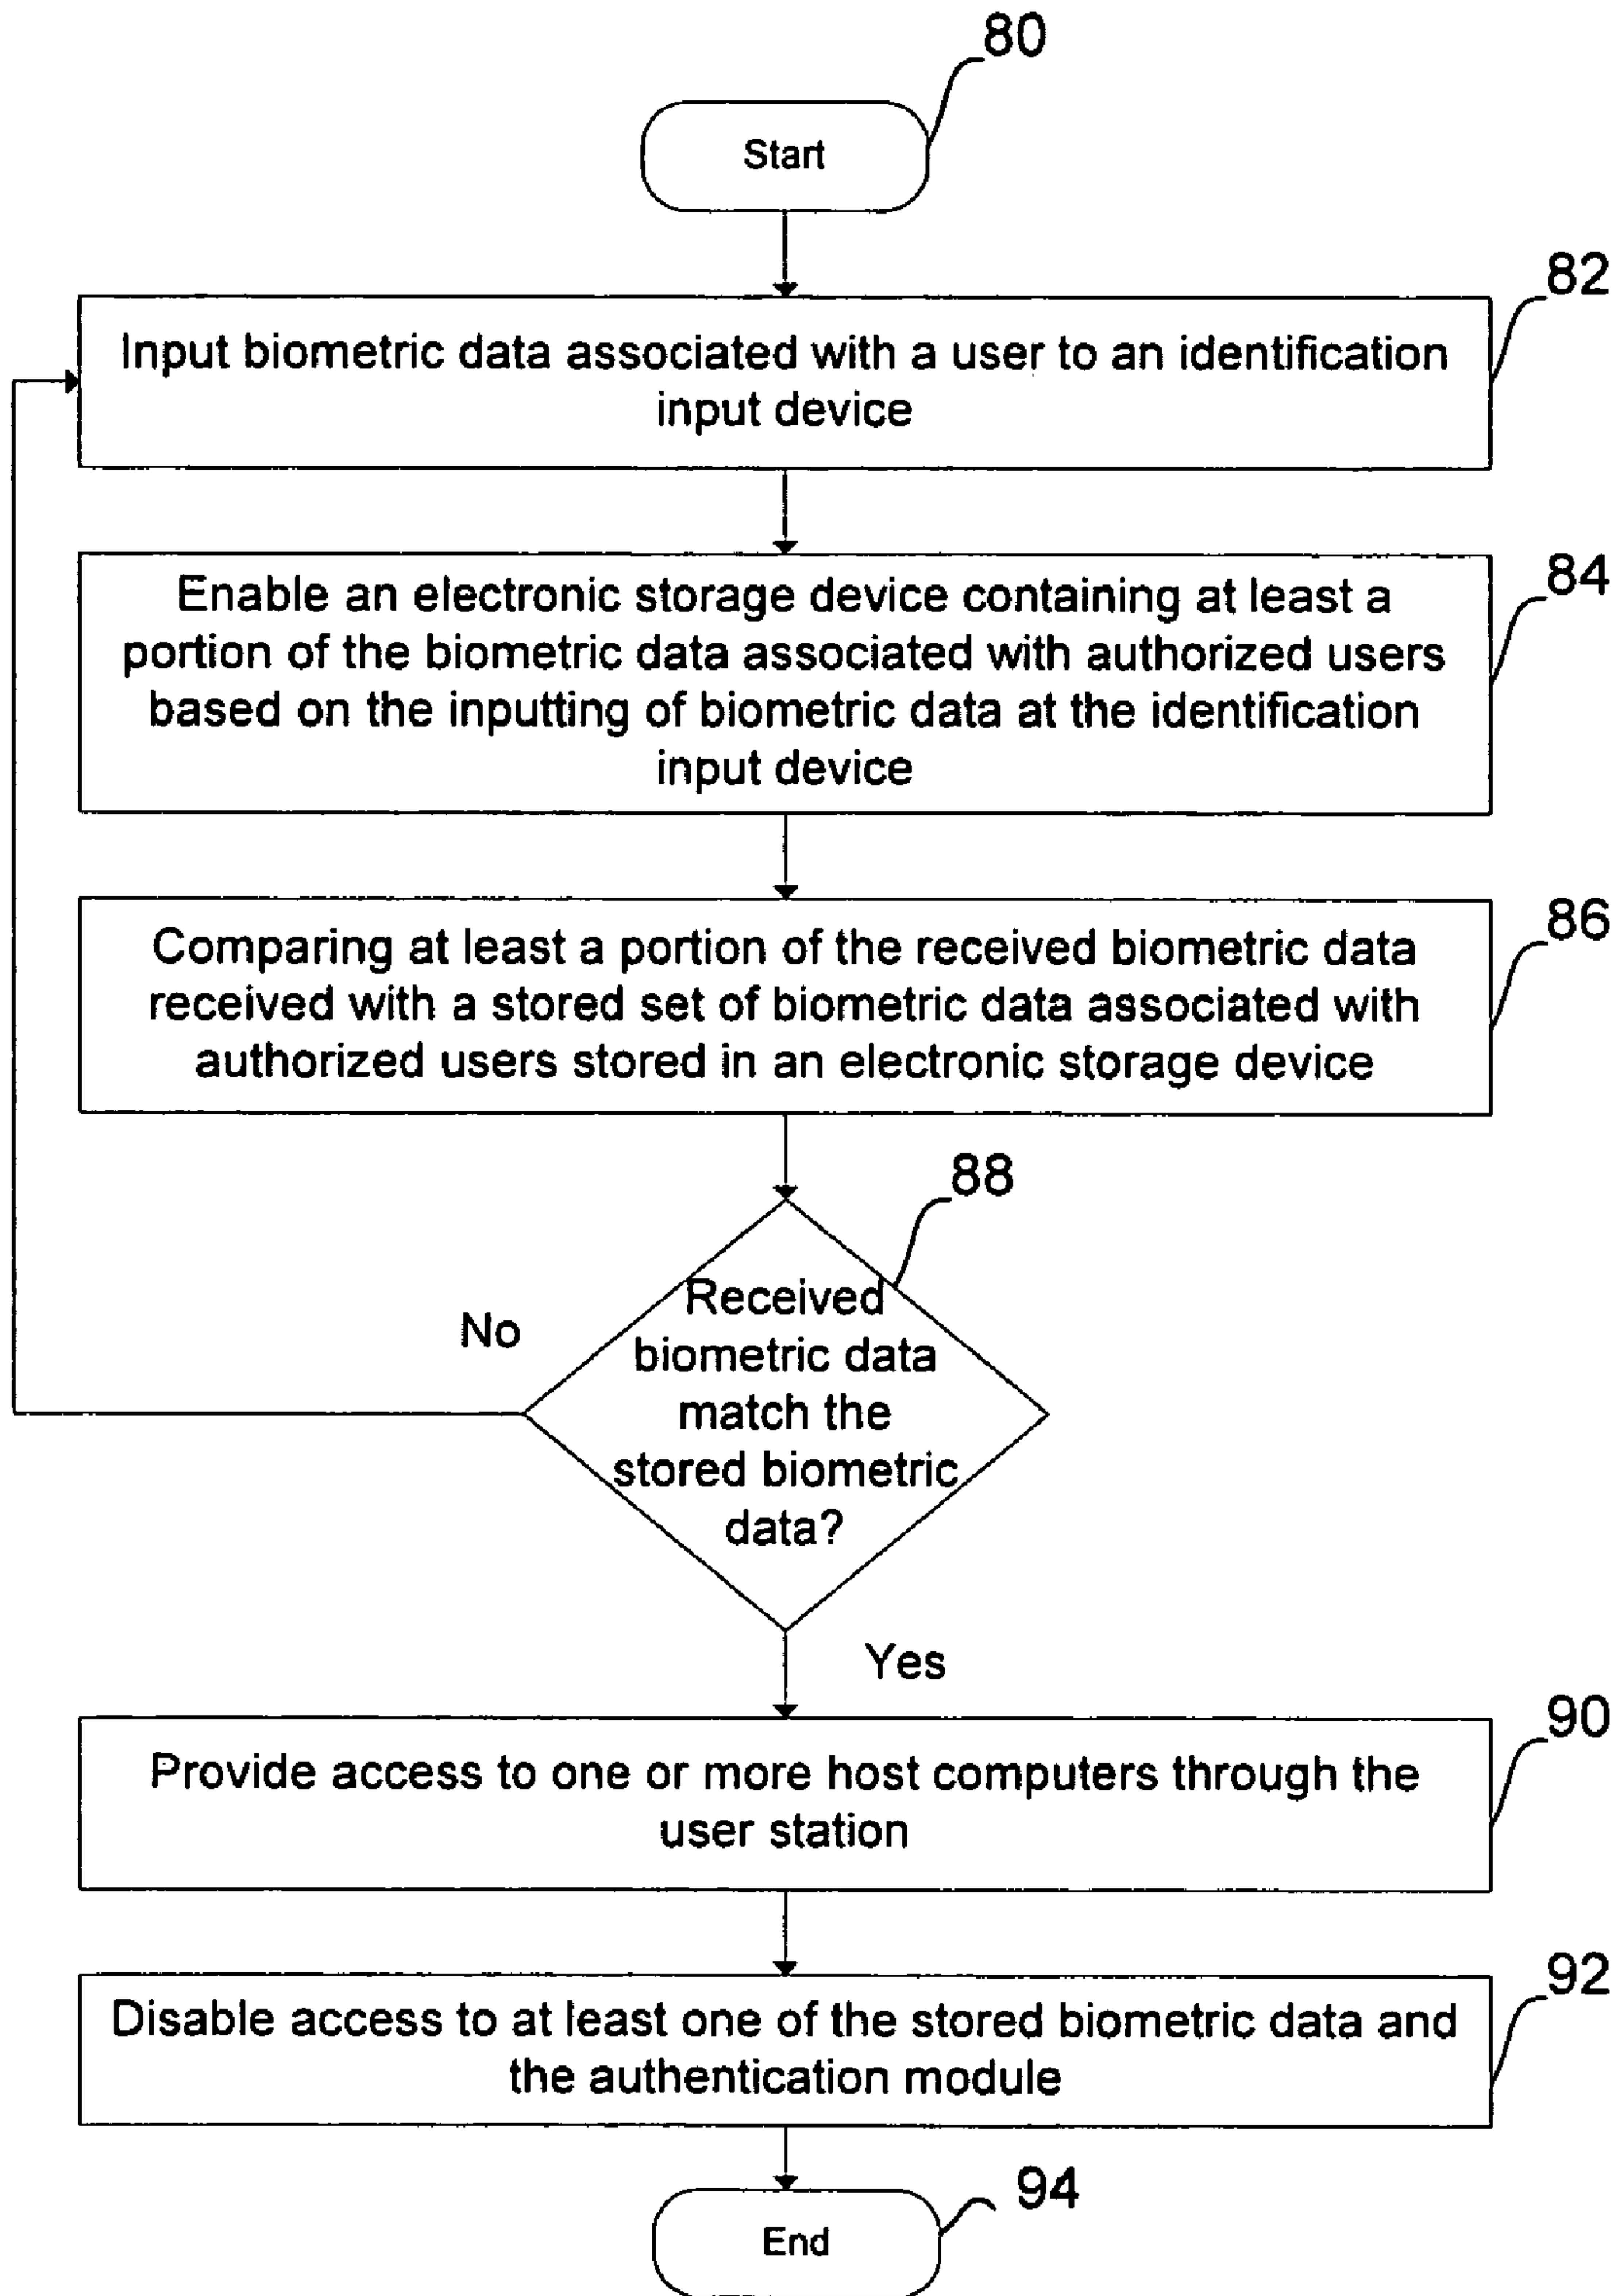 80
Start
82
Input biometric data associated with a user to an identification
input device
84
Enable an electronic storage device containing at least a
portion of the biometric data associated with authorized users
based on the inputting of biometric data at the identification
input device
86
Comparing at least a portion of the received biometric data
received with a stored set of biometric data associated with
authorized users stored in an electronic storage device
88
Received
biometric data
match the
stored biometric
data?
No
Yes
90
Provide access to one or more host computers through the
user station
92
Disable access to at least one of the stored biometric data and
the authentication module
94
End